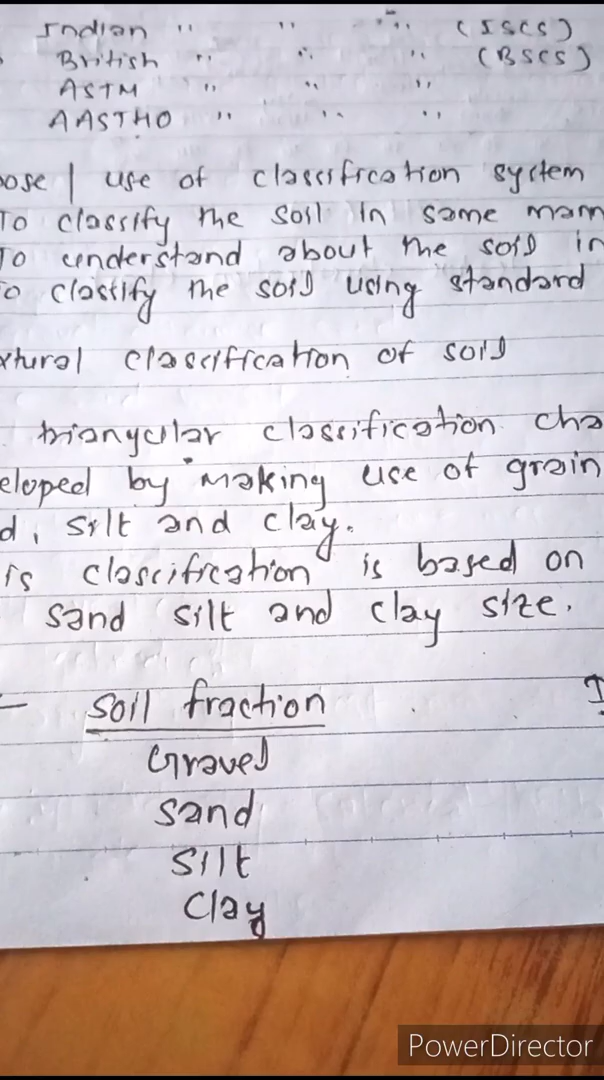 Indian " " " (ISCS)
British " " " (BSCS)
ASTM " " "
AASTHO " " "
ose / use of classification system
To classify the soil in same mann
To understand about the soil in
o classify the soil using standard
xtural classification of soil
triangular classification cha
eloped by making use of grain
d, silt and clay.
is classification is based on
sand silt and clay size.
soil fraction I
Gravel
Sand
Silt
Clay
PowerDirector